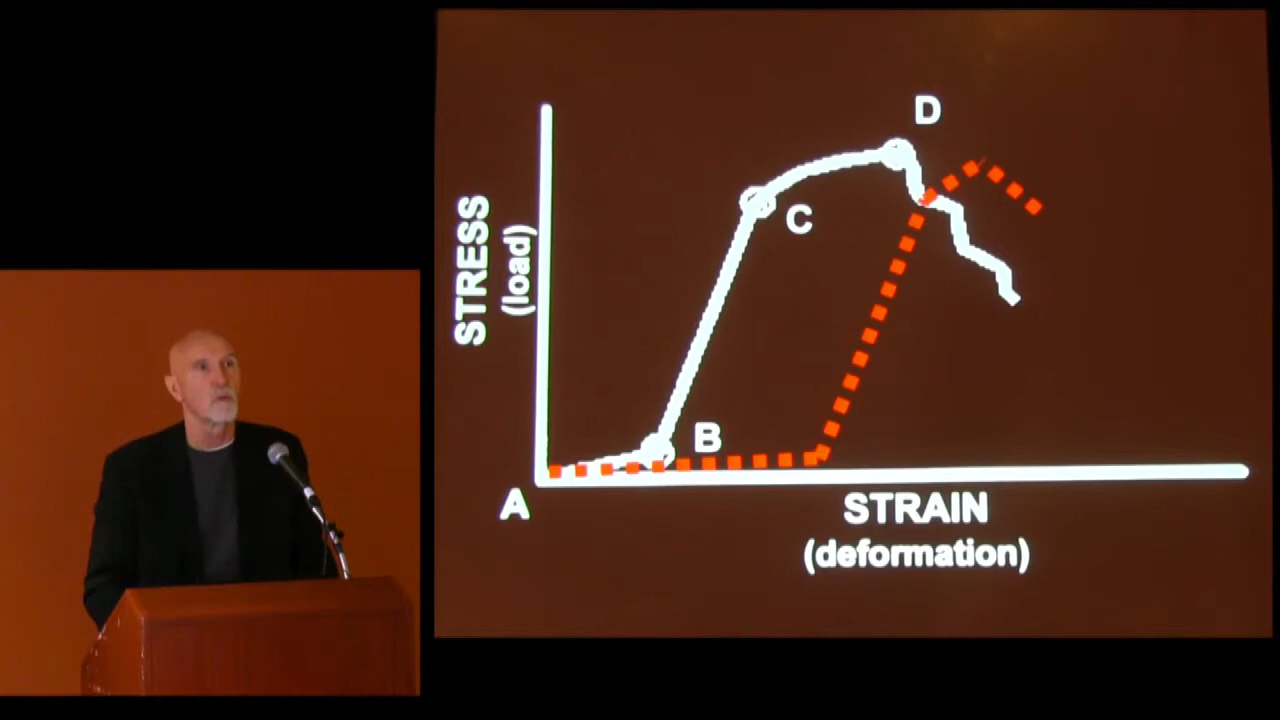 D
STRESS
(load)
C
B
A
STRAIN
(deformation)